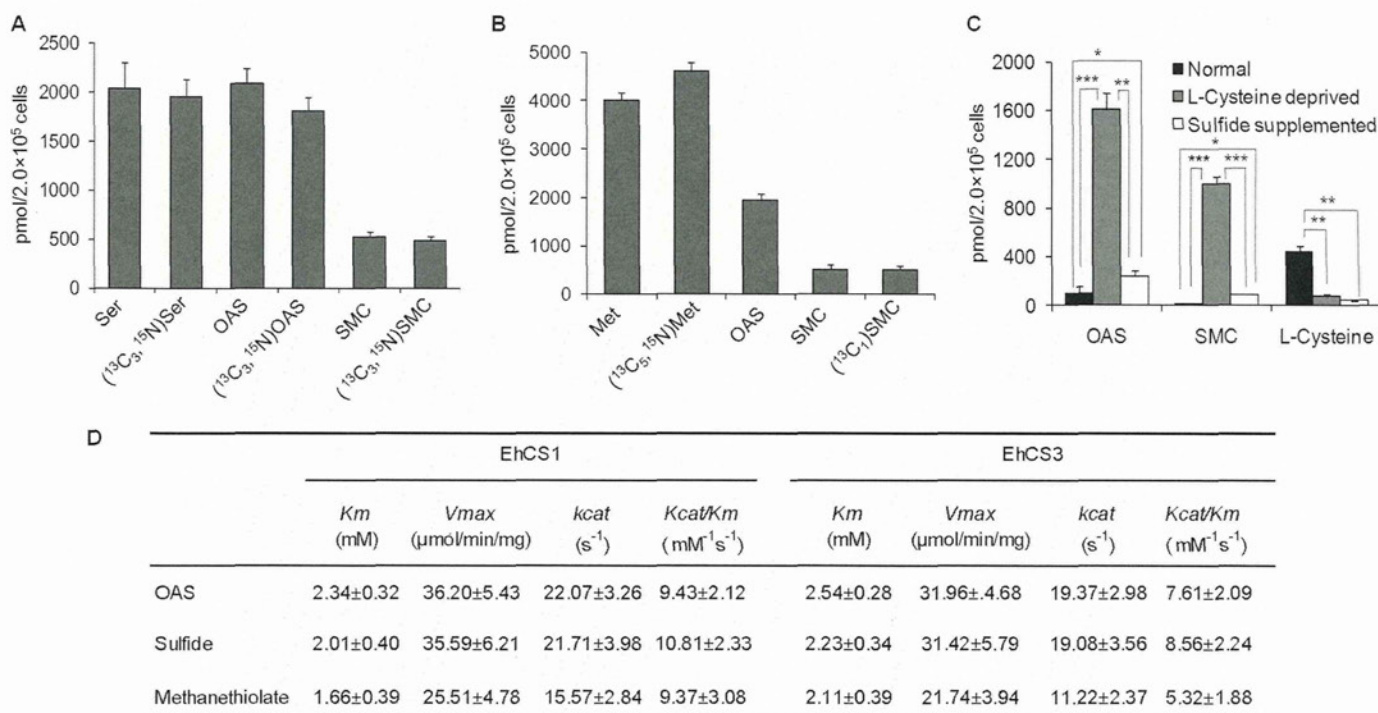 A
pmol/2.0×10⁵ cells
2500
2000
1500
1000
500
0
Ser
(¹³C₃, ¹⁵N)Ser
OAS
(¹³C₃, ¹⁵N)OAS
SMC
(¹³C₃, ¹⁵N)SMC
B
pmol/2.0×10⁵ cells
5000
4000
3000
2000
1000
0
Met
(¹³C₅, ¹⁵N)Met
OAS
SMC
(¹³C₁)SMC
C
pmol/2.0×10⁵ cells
2000
1600
1200
800
400
0
Normal
L-Cysteine deprived
Sulfide supplemented
*
*** **
*
*** ***
**
**
OAS SMC L-Cysteine
D
EhCS1 EhCS3
Km Vmax kcat Kcat/Km Km Vmax kcat Kcat/Km
(mM) (µmol/min/mg) (s⁻¹) (mM⁻¹s⁻¹) (mM) (µmol/min/mg) (s⁻¹) (mM⁻¹s⁻¹)
OAS 2.34±0.32 36.20±5.43 22.07±3.26 9.43±2.12 2.54±0.28 31.96±.4.68 19.37±2.98 7.61±2.09
Sulfide 2.01±0.40 35.59±6.21 21.71±3.98 10.81±2.33 2.23±0.34 31.42±5.79 19.08±3.56 8.56±2.24
Methanethiolate 1.66±0.39 25.51±4.78 15.57±2.84 9.37±3.08 2.11±0.39 21.74±3.94 11.22±2.37 5.32±1.88